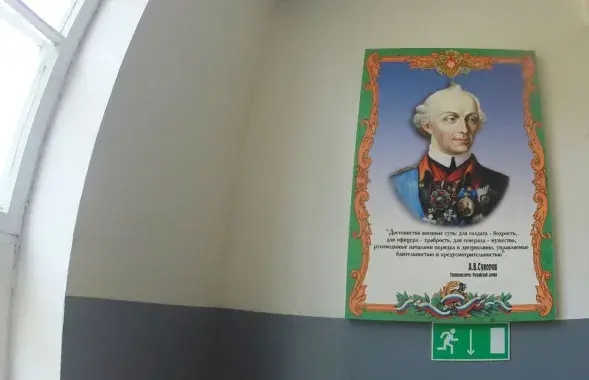 "Достоинства военные суть: для солдата - бодрость,
для офицера - храбрость, для генерала - мужество,
руководимые началами порядка и дисциплины, управляемые
бдительностью и предусмотрительностью"
А.В.Суворов
Генералиссимус Российской армии